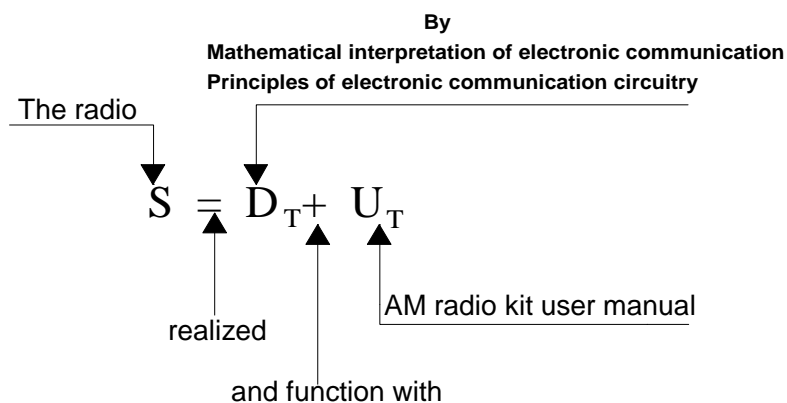 By
Mathematical interpretation of electronic communication
Principles of electronic communication circuitry
The radio
S = D_T + U_T
AM radio kit user manual
realized
and function with